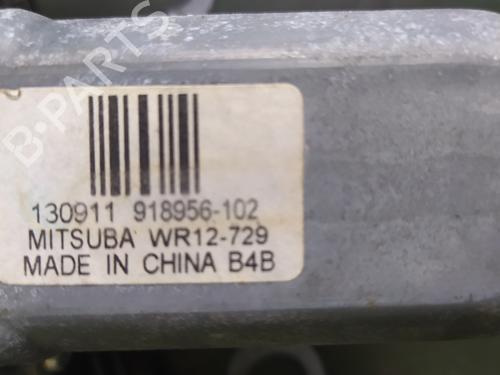 B-PARTS
130911 918956-102
MITSUBA WR12-729
MADE IN CHINA B4B